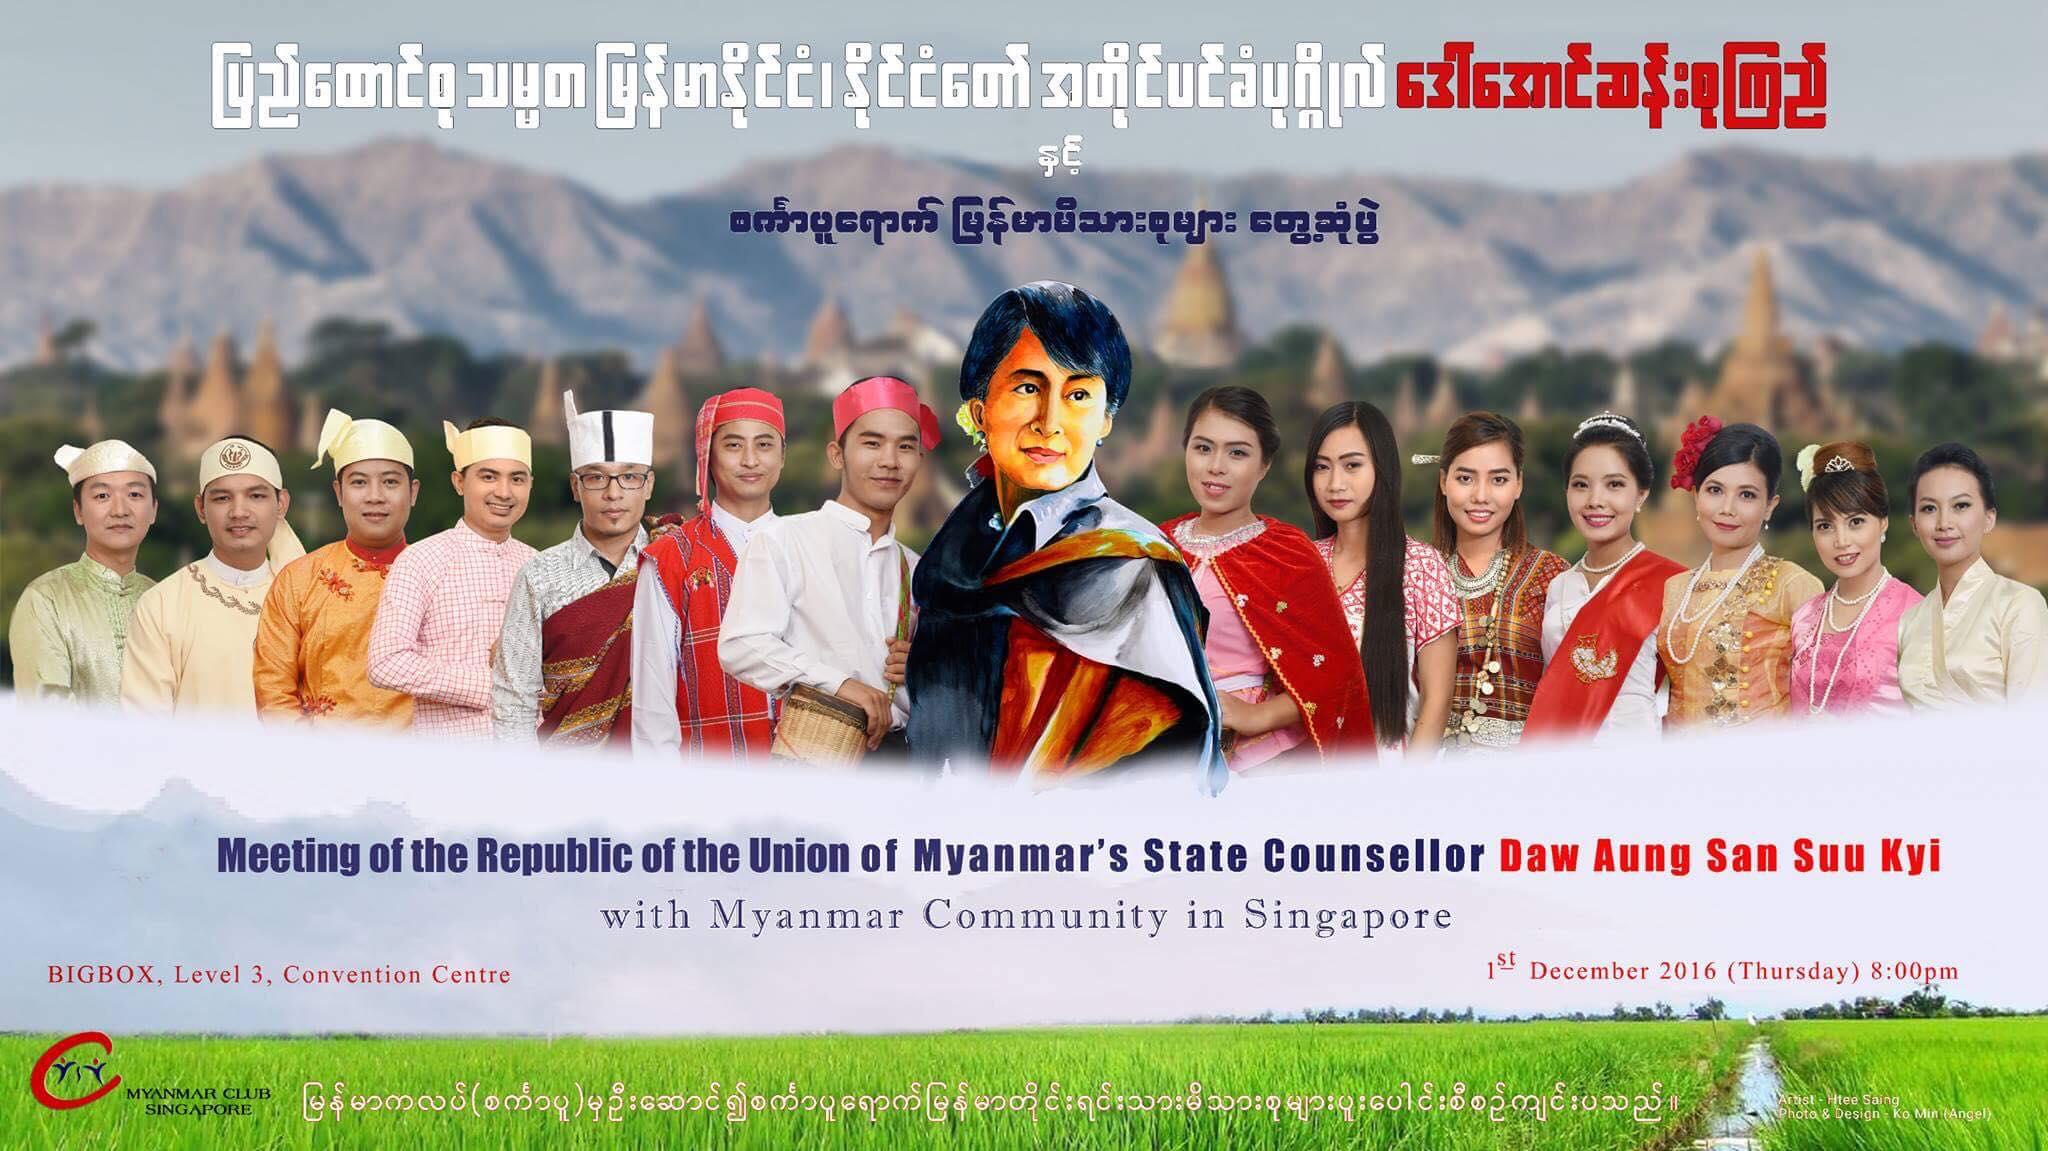 ပြည်ထောင်စု သမ္မတ မြန်မာနိုင်ငံ၊ နိုင်ငံတော် အတိုင်ပင်ခံပုဂ္ဂိုလ် ဒေါ်အောင်ဆန်းစုကြည်
နှင့်
စင်္ကာပူရောက် မြန်မာမိသားစုများ တွေ့ဆုံပွဲ
Meeting of the Republic of the Union of Myanmar's State Counsellor Daw Aung San Suu Kyi
with Myanmar Community in Singapore
BIGBOX, Level 3, Convention Centre
1st December 2016 (Thursday) 8:00pm
MYANMAR CLUB
SINGAPORE
မြန်မာကလပ်(စင်္ကာပူ)မှဦးဆောင်၍စင်္ကာပူရောက်မြန်မာတိုင်းရင်းသားမိသားစုများပူးပေါင်းစီစဉ်ကျင်းပသည်။
Artist - Htee Saing
Photo & Design - Ko Min (Angel)